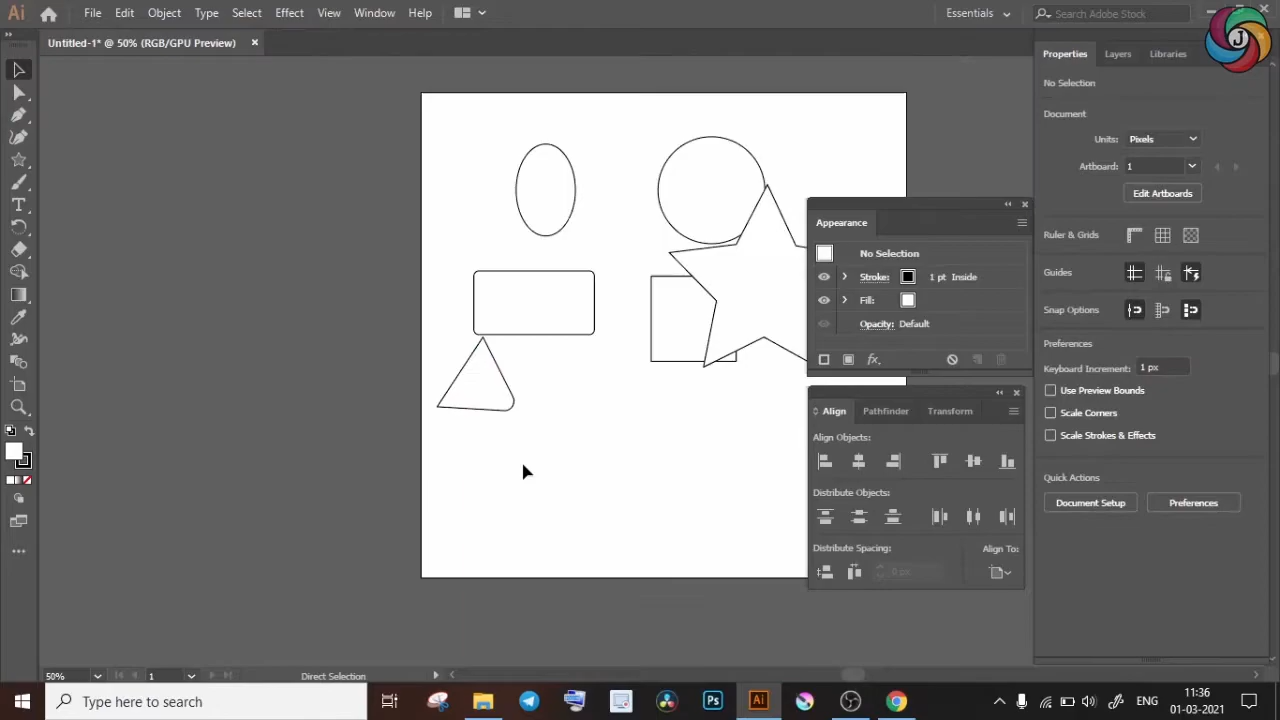 Ai File Edit Object Type Select Effect View Window Help Essentials Search Adobe Stock
Untitled-1* @ 50% (RGB/GPU Preview)
Properties Layers Libraries
J
No Selection
Document
Units: Pixels
Artboard: 1
Edit Artboards
Ruler & Grids
Guides
Snap Options
Preferences
Keyboard Increment: 1 px
Use Preview Bounds
Scale Corners
Scale Strokes & Effects
Quick Actions
Document Setup Preferences
Appearance
No Selection
Stroke: 1 pt Inside
Fill:
Opacity: Default
fx.
Align Pathfinder Transform
Align Objects:
Distribute Objects:
Distribute Spacing: Align To:
0 px
50% 1 Direct Selection
Type here to search
Ps Ai
ENG
11:36
01-03-2021